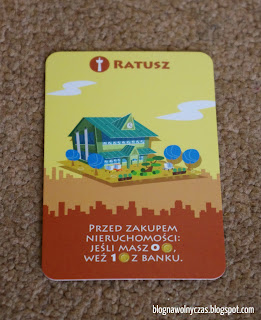 RATUSZ
PRZED ZAKUPEM
NIERUCHOMOŚCI:
JEŚLI MASZ 0
WEŹ 1 Z BANKU.
blognawolnyczas.blogspot.com